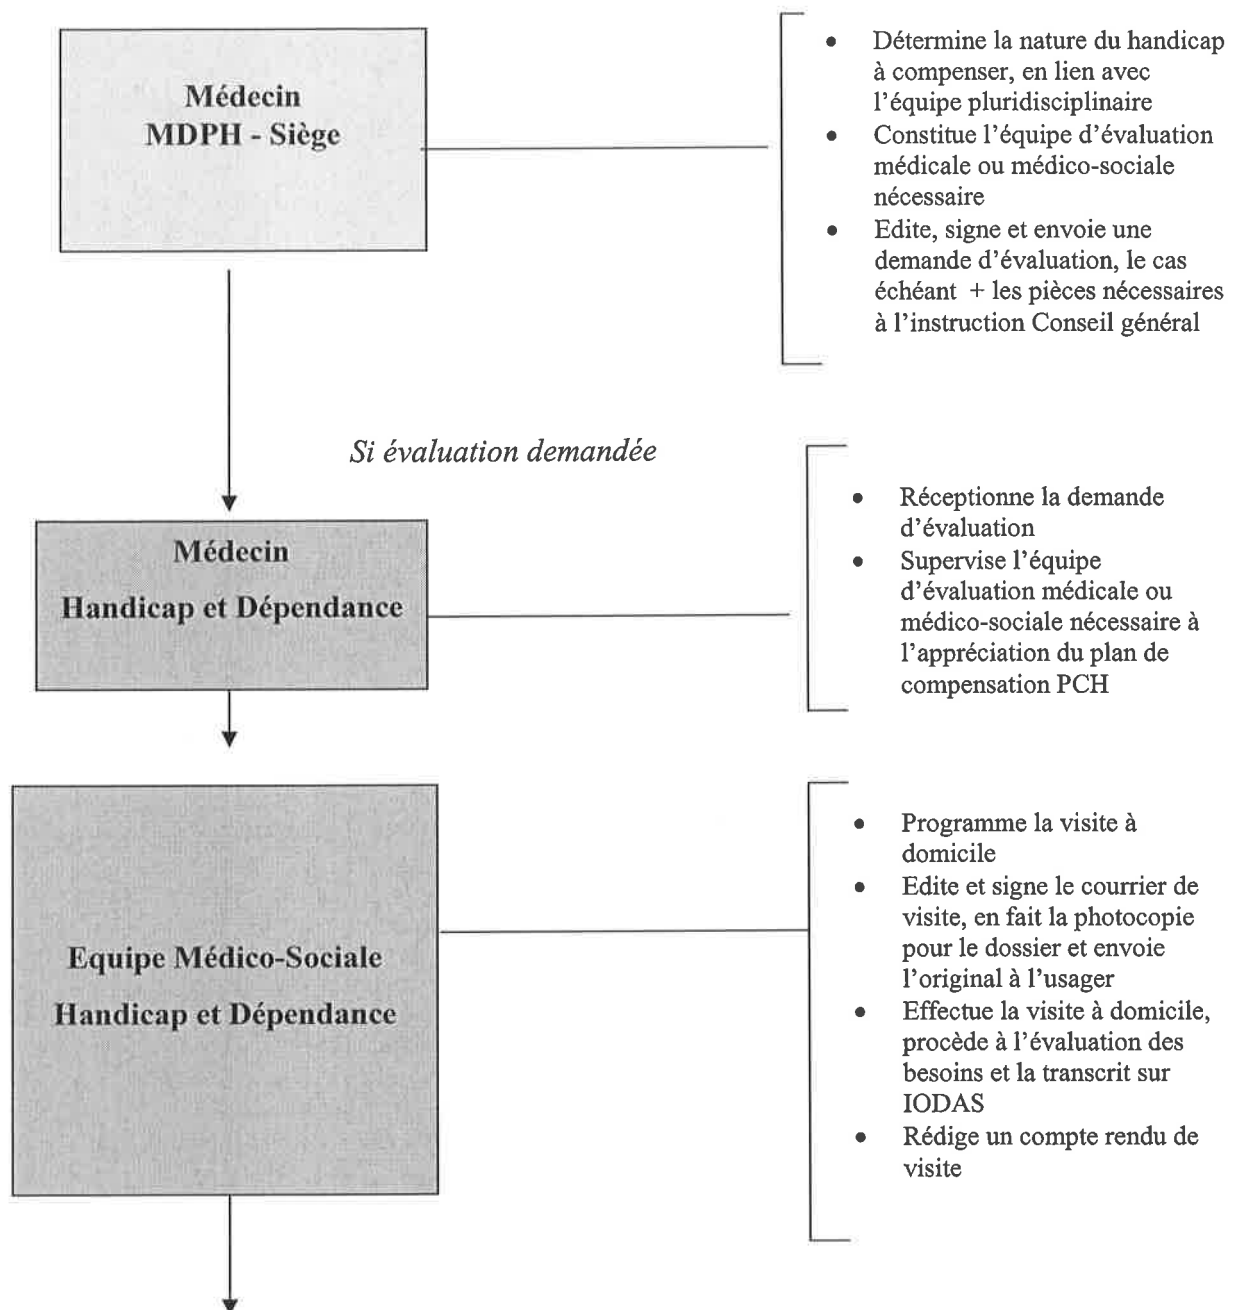 Médecin
MDPH - Siège
• Détermine la nature du handicap
à compenser, en lien avec
l’équipe pluridisciplinaire
• Constitue l’équipe d’évaluation
médicale ou médico-sociale
nécessaire
• Edite, signe et envoie une
demande d’évaluation, le cas
échéant + les pièces nécessaires
à l’instruction Conseil général
Si évaluation demandée
Médecin
Handicap et Dépendance
• Réceptionne la demande
d’évaluation
• Supervise l’équipe
d’évaluation médicale ou
médico-sociale nécessaire à
l’appréciation du plan de
compensation PCH
Equipe Médico-Sociale
Handicap et Dépendance
• Programme la visite à
domicile
• Edite et signe le courrier de
visite, en fait la photocopie
pour le dossier et envoie
l’original à l’usager
• Effectue la visite à domicile,
procède à l’évaluation des
besoins et la transcrit sur
IODAS
• Rédige un compte rendu de
visite